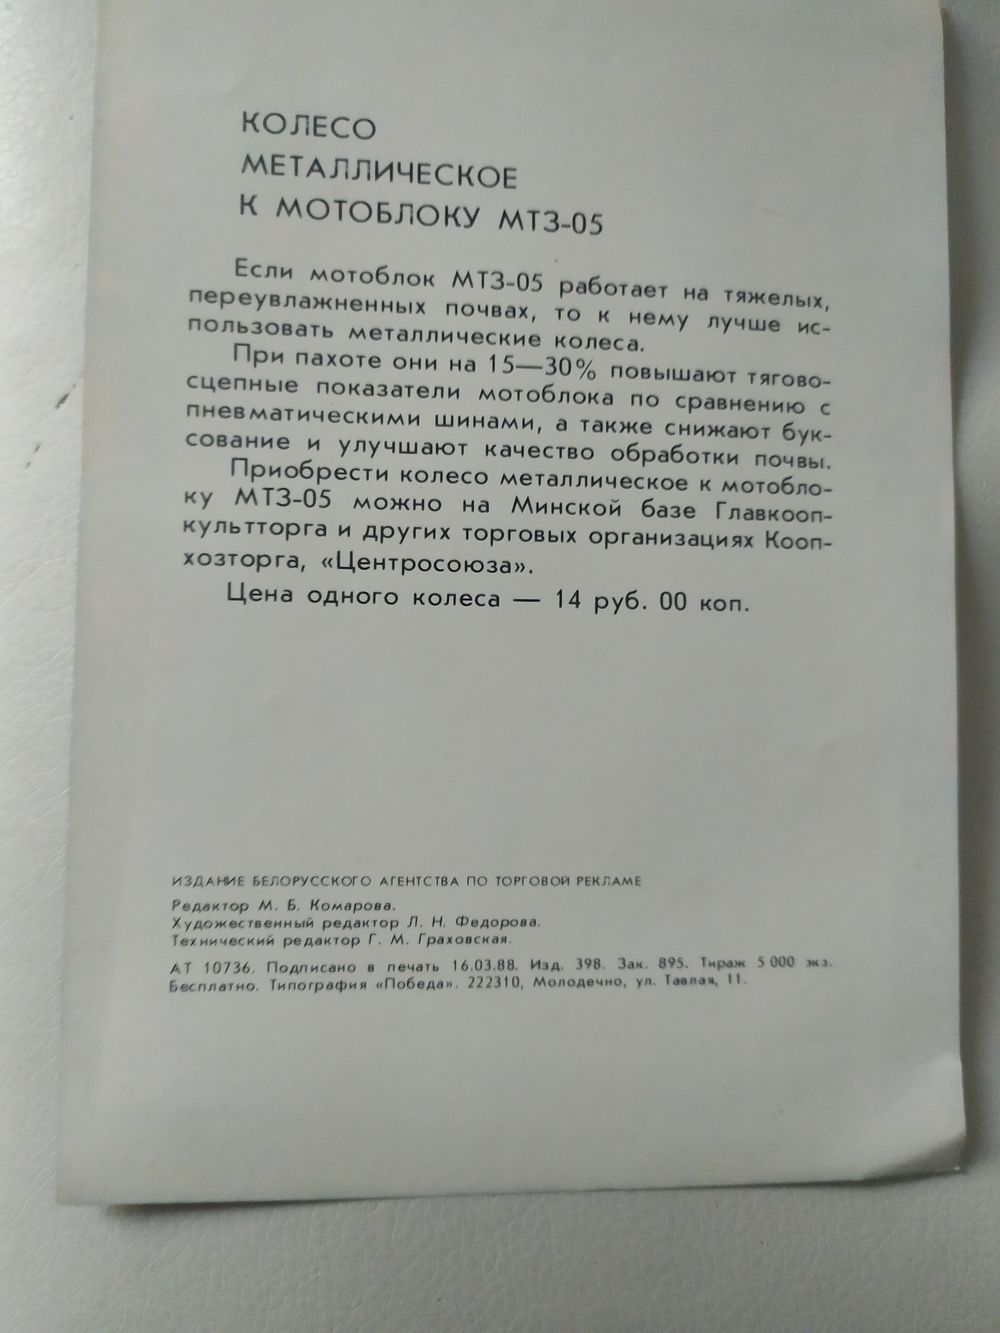 КОЛЕСО
МЕТАЛЛИЧЕСКОЕ
К МОТОБЛОКУ МТЗ-05
Если мотоблок МТЗ-05 работает на тяжелых,
переувлажненных почвах, то к нему лучше ис-
пользовать металлические колеса.
При пахоте они на 15—30% повышают тягово-
сцепные показатели мотоблока по сравнению с
пневматическими шинами, а также снижают бук-
сование и улучшают качество обработки почвы.
Приобрести колесо металлическое к мотобло-
ку МТЗ-05 можно на Минской базе Главкооп-
культторга и других торговых организациях Кооп-
хозторга, «Центросоюза».
Цена одного колеса — 14 руб. 00 коп.
ИЗДАНИЕ БЕЛОРУССКОГО АГЕНТСТВА ПО ТОРГОВОЙ РЕКЛАМЕ
Редактор М. Б. Комарова.
Художественный редактор Л. Н. Федорова.
Технический редактор Г. М. Граховская.
АТ 10736. Подписано в печать 16.03.88. Изд. 398. Зак. 895. Тираж 5 000 экз.
Бесплатно. Типография «Победа». 222310, Молодечно, ул. Тавлая, 11.